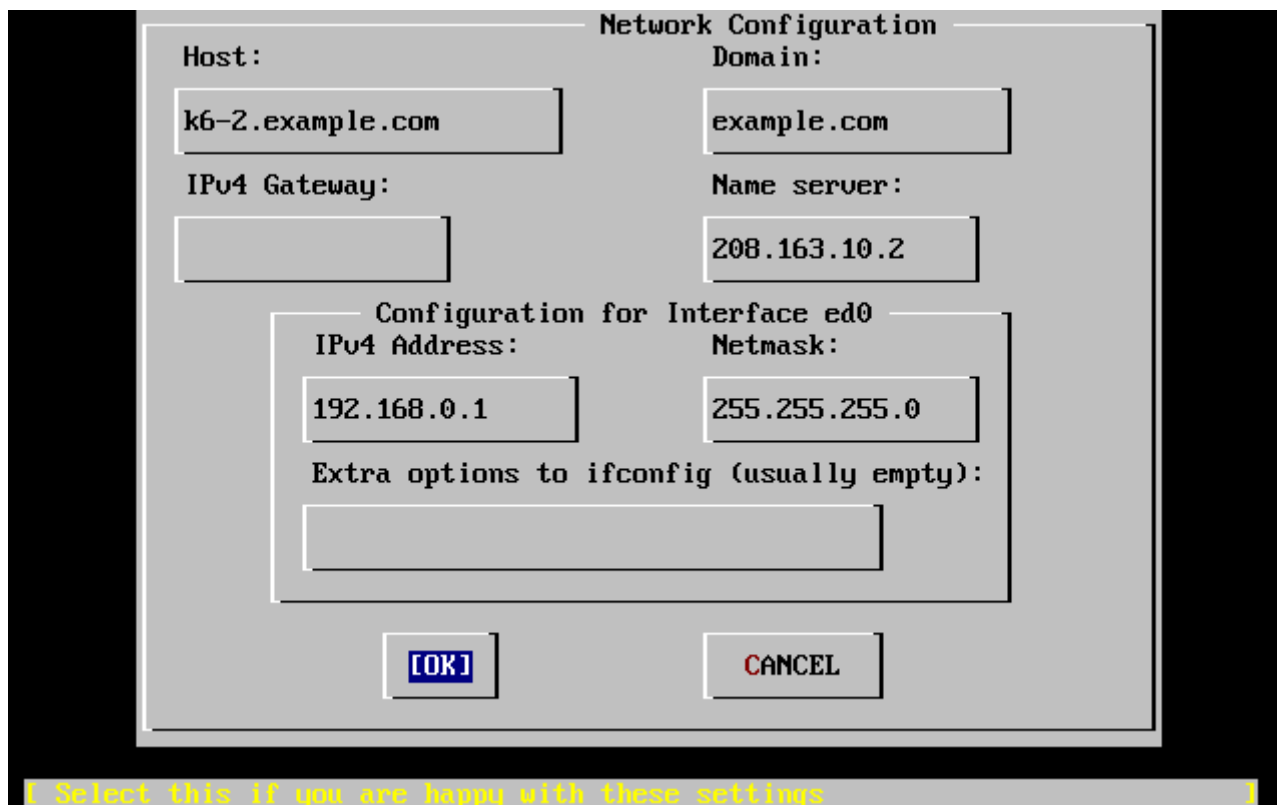 Network Configuration
Host: Domain:
k6-2.example.com example.com
IPv4 Gateway: Name server:
208.163.10.2
Configuration for Interface ed0
IPv4 Address: Netmask:
192.168.0.1 255.255.255.0
Extra options to ifconfig (usually empty):
[OK] CANCEL
[ Select this if you are happy with these settings ]